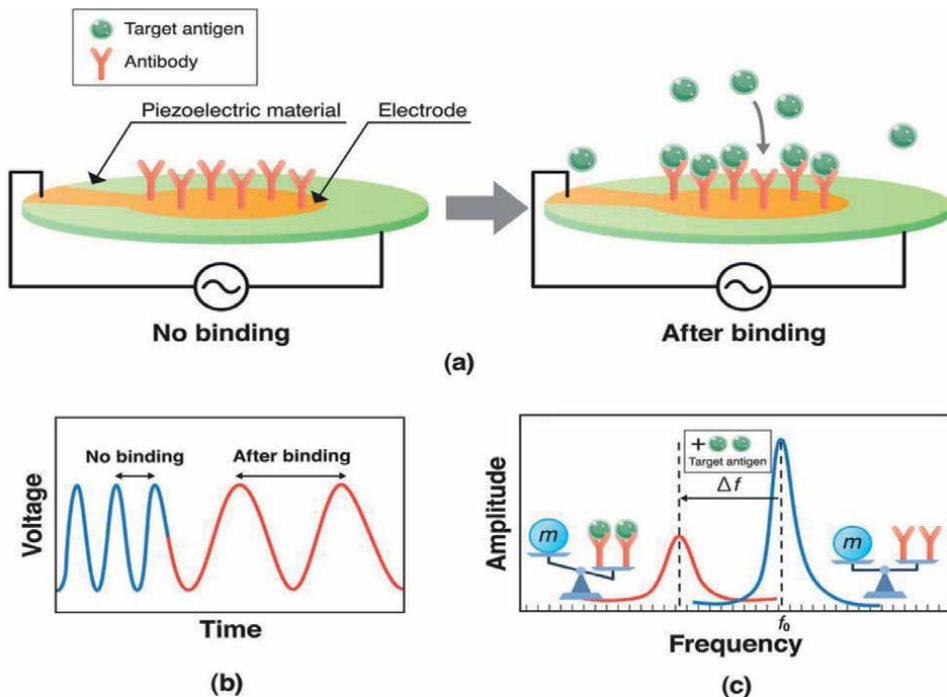 Target antigen
Antibody
Piezoelectric material
Electrode
No binding
After binding
(a)
No binding
After binding
Voltage
Time
(b)
+
Target antigen
Δf
m
m
Amplitude
f₀
Frequency
(c)